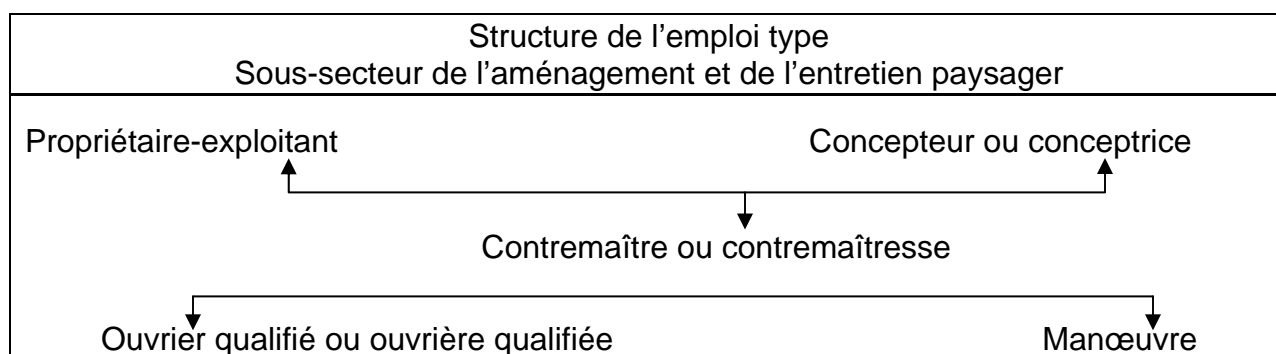 Structure de l’emploi type
Sous-secteur de l’aménagement et de l’entretien paysager
Propriétaire-exploitant Concepteur ou conceptrice
Contremaître ou contremaîtresse
Ouvrier qualifié ou ouvrière qualifiée Manœuvre